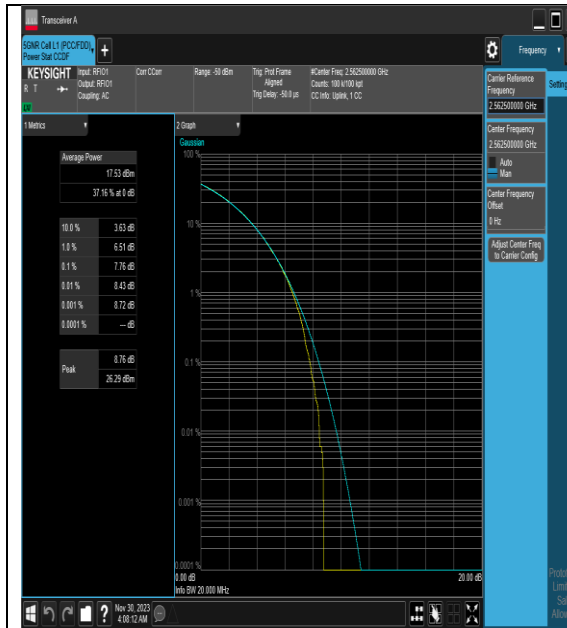 Transceiver A
5GNR Cell L1 (PCC/FDD),
Power Stat CCDF
Frequency
KEYSIGHT
R T
Input: RFIO1
Output: RFIO1
Coupling: AC
Corr CCorr
Range: -50 dBm
Trig: Prot Frame
Aligned
Trig Delay: -50.0 µs
#Center Freq: 2.562500000 GHz
Counts: 100 k/100 kpt
CC Info: Uplink, 1 CC
1 Metrics
Average Power
17.53 dBm
37.16 % at 0 dB
10.0 % 3.63 dB
1.0 % 6.51 dB
0.1 % 7.76 dB
0.01 % 8.43 dB
0.001 % 8.72 dB
0.0001 % --- dB
Peak
8.76 dB
26.29 dBm
2 Graph
Gaussian
100 %
10 %
1 %
0.1 %
0.01 %
0.001 %
0.0001 %
0.00 dB
20.00 dB
Info BW 20.000 MHz
Carrier Reference
Frequency
2.562500000 GHz
Center Frequency
2.562500000 GHz
Auto
Man
Center Frequency
Offset
0 Hz
Adjust Center Freq
to Carrier Config
Nov 30, 2023
4:08:12 AM